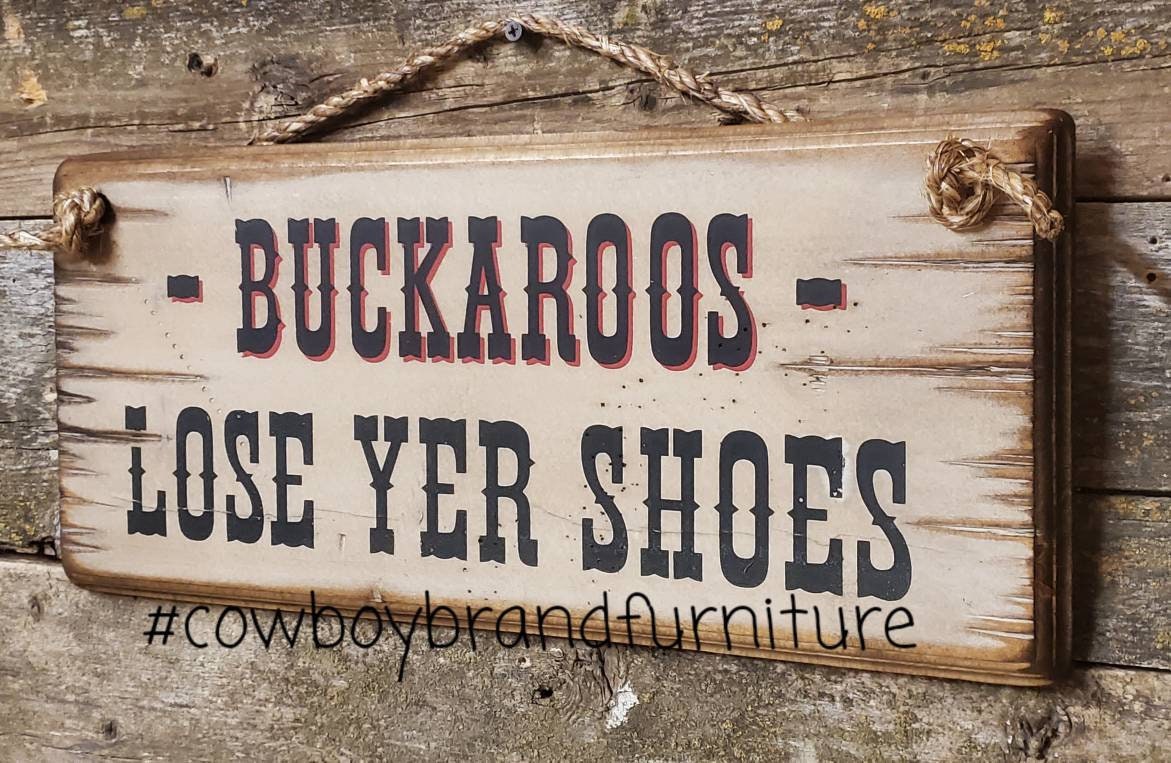 - BUCKAROOS -
LOSE YER SHOES
#cowboybrandfurniture